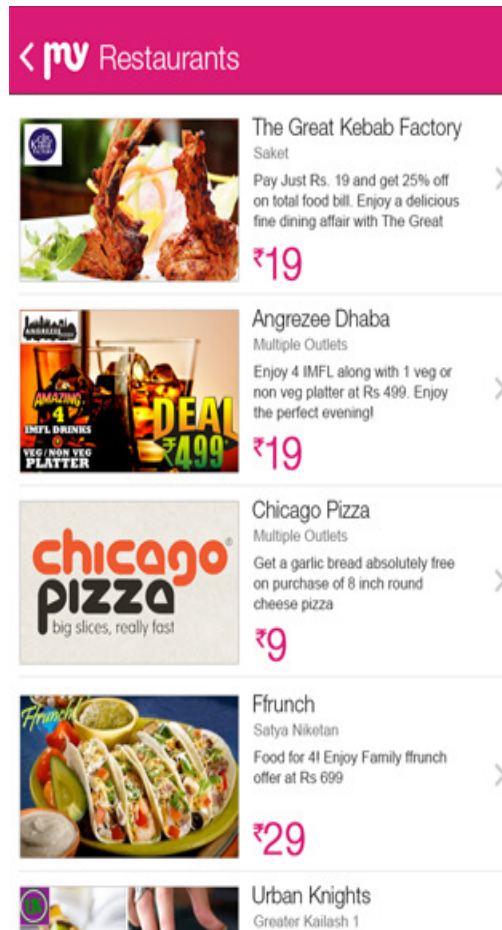 my Restaurants
The Great Kebab Factory
Saket
Pay Just Rs. 19 and get 25% off
on total food bill. Enjoy a delicious
fine dining affair with The Great
₹19
ANGREZEE
AMAZING
4
IMFL DRINKS
+
VEG / NON VEG
PLATTER
DEAL
₹499*
Angrezee Dhaba
Multiple Outlets
Enjoy 4 IMFL along with 1 veg or
non veg platter at Rs 499. Enjoy
the perfect evening!
₹19
chicago®
pizza
big slices, really fast
Chicago Pizza
Multiple Outlets
Get a garlic bread absolutely free
on purchase of 8 inch round
cheese pizza
₹9
Ffrunch!
Ffrunch
Satya Niketan
Food for 4! Enjoy Family ffrunch
offer at Rs 699
₹29
Urban Knights
Greater Kailash 1